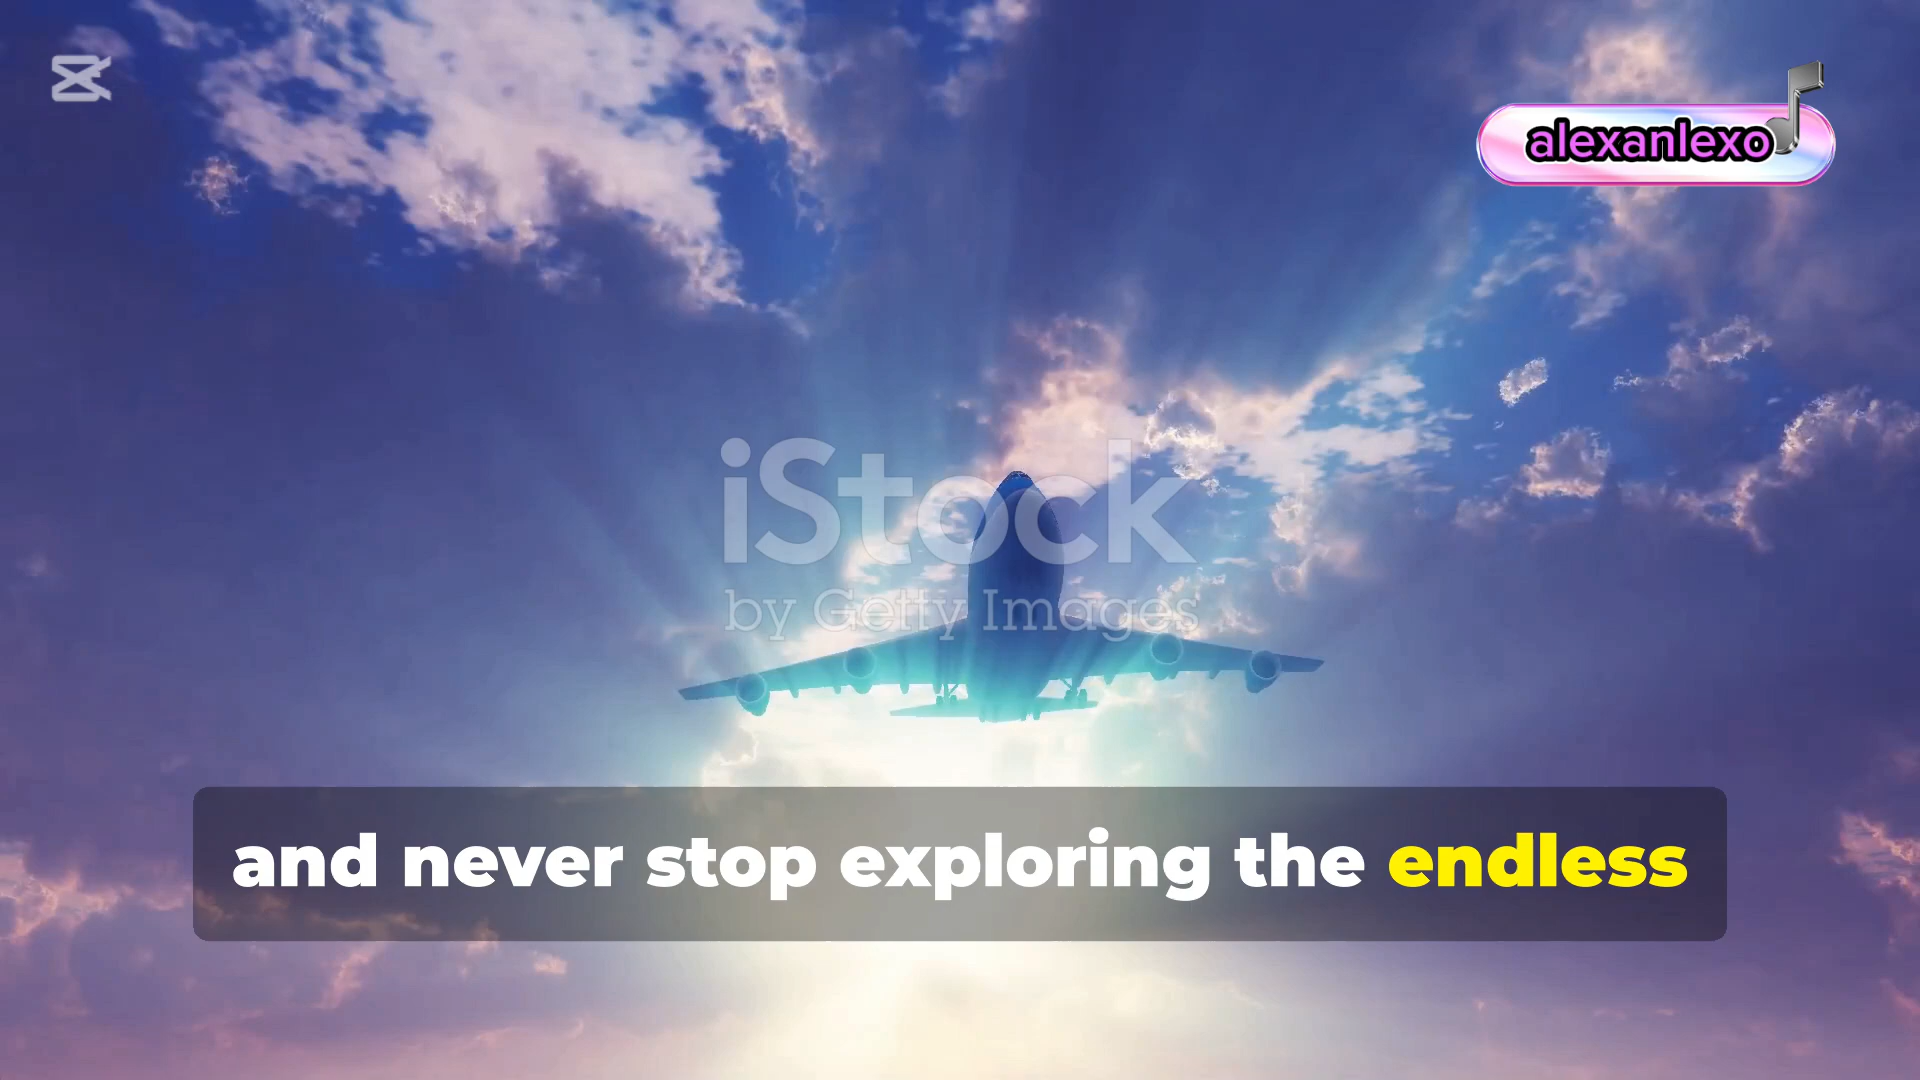 alexanlexo
iStock
by Getty Images
and never stop exploring the endless